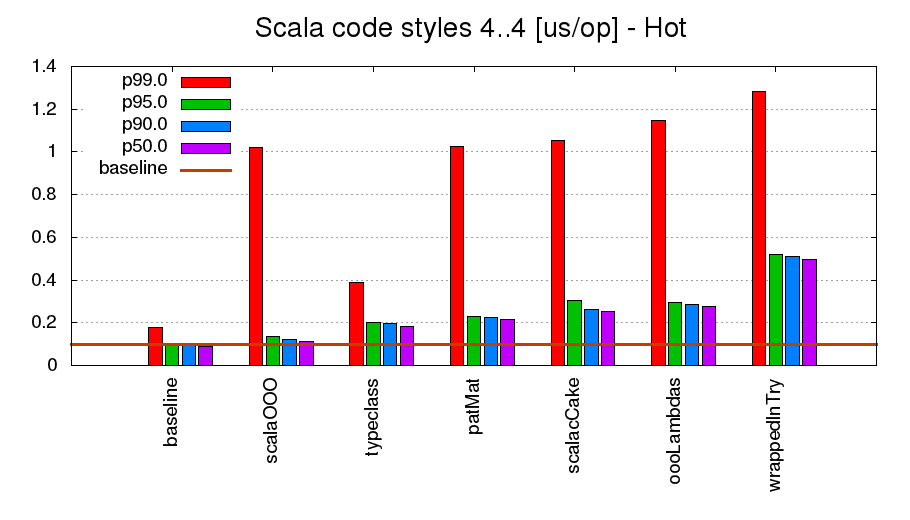 Scala code styles 4..4 [us/op] - Hot
1.4
1.2
1
0.8
0.6
0.4
0.2
0
p99.0
p95.0
p90.0
p50.0
baseline
baseline
scalaOOO
typeclass
patMat
scalacCake
oooLambdas
wrappedInTry